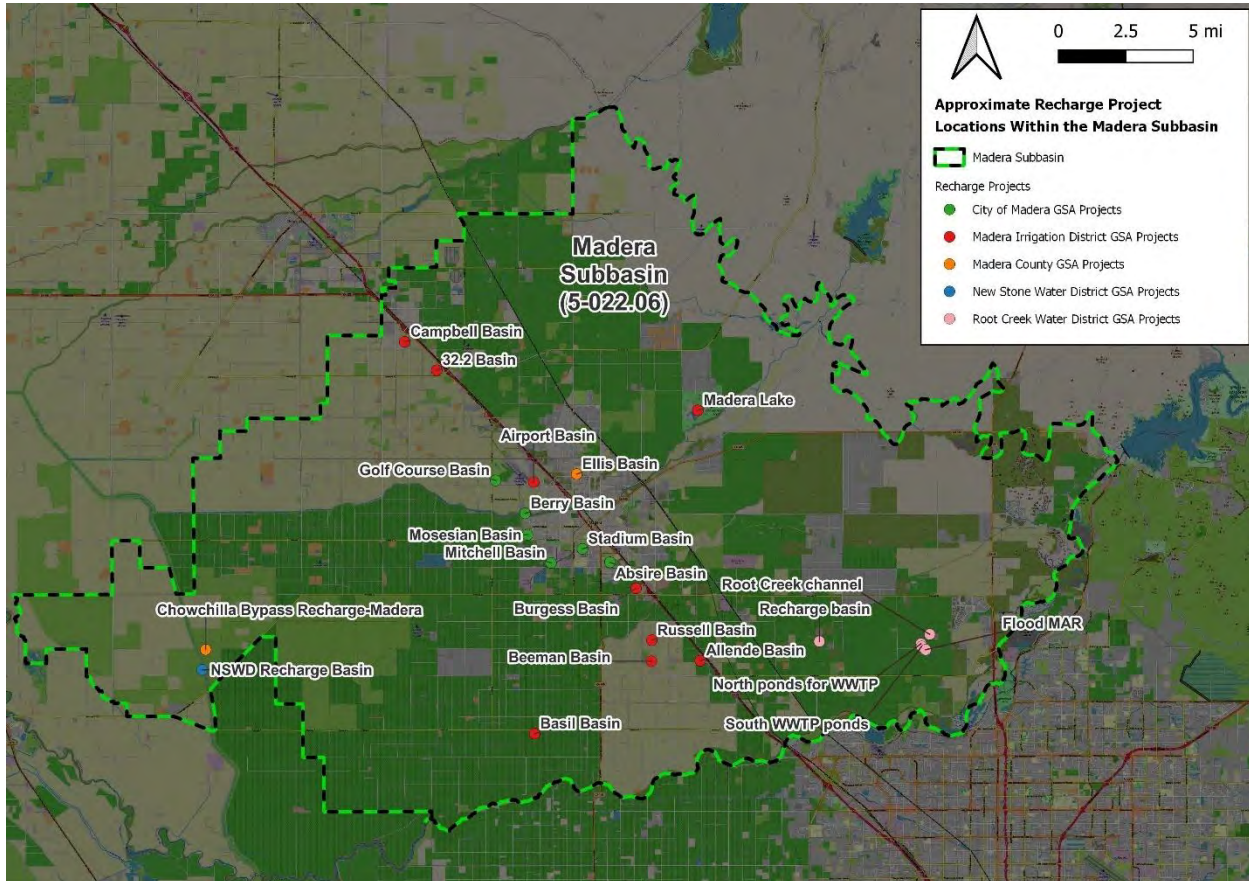 0 2.5 5 mi
Approximate Recharge Project
Locations Within the Madera Subbasin
Madera Subbasin
Recharge Projects
City of Madera GSA Projects
Madera Irrigation District GSA Projects
Madera County GSA Projects
New Stone Water District GSA Projects
Root Creek Water District GSA Projects
Madera
Subbasin
(5-022.06)
Campbell Basin
32.2 Basin
Madera Lake
Airport Basin
Ellis Basin
Golf Course Basin
Berry Basin
Mosesian Basin
Stadium Basin
Mitchell Basin
Absire Basin
Root Creek channel
Burgess Basin
Recharge basin
Chowchilla Bypass Recharge-Madera
Flood MAR
Russell Basin
Beeman Basin
Allende Basin
NSWD Recharge Basin
North ponds for WWTP
Basil Basin
South WWTP ponds